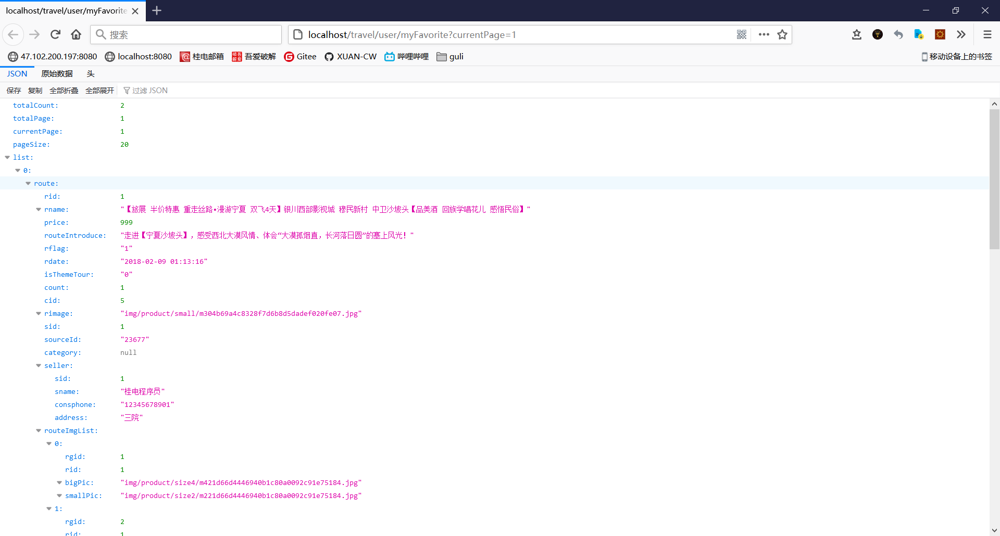 localhost/travel/user/myFavorite
搜索
localhost/travel/user/myFavorite?currentPage=1
47.102.200.197:8080 localhost:8080 桂电邮箱 吾爱破解 Gitee XUAN-CW 哔哩哔哩 guli 移动设备上的书签
JSON 原始数据 头
保存 复制 全部折叠 全部展开 过滤 JSON
totalCount: 2
totalPage: 1
currentPage: 1
pageSize: 20
list:
0:
route:
rid: 1
rname: "【旅展 半价特惠 重走丝路•漫游宁夏 双飞4天】银川西部影视城 穆民新村 中卫沙坡头【品美酒 回族学唱花儿 感悟民俗】"
price: 999
routeIntroduce: "走进【宁夏沙坡头】，感受西北大漠风情、体会“大漠孤烟直，长河落日圆”的塞上风光！"
rflag: "1"
rdate: "2018-02-09 01:13:16"
isThemeTour: "0"
count: 1
cid: 5
rimage: "img/product/small/m304b69a4c8328f7d6b8d5dadef020fe07.jpg"
sid: 1
sourceId: "23677"
category: null
seller:
sid: 1
sname: "桂电程序员"
consphone: "12345678901"
address: "三院"
routeImgList:
0:
rgid: 1
rid: 1
bigPic: "img/product/size4/m421d66d4446940b1c80a0092c91e75184.jpg"
smallPic: "img/product/size2/m221d66d4446940b1c80a0092c91e75184.jpg"
1:
rgid: 2
rid: 1